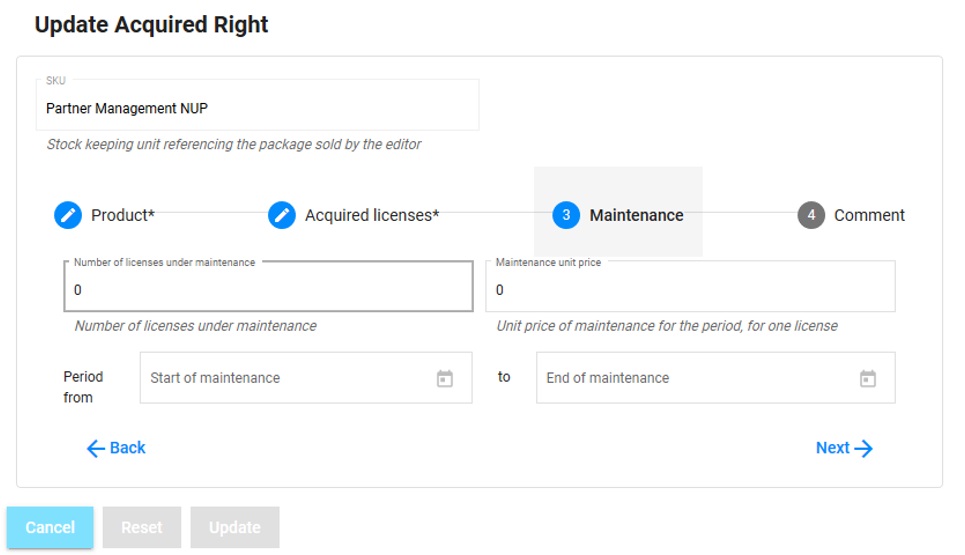 Update Acquired Right
SKU
Partner Management NUP
Stock keeping unit referencing the package sold by the editor
Product*
Acquired licenses*
3 Maintenance
4 Comment
Number of licenses under maintenance
Maintenance unit price
0
0
Number of licenses under maintenance
Unit price of maintenance for the period, for one license
Period from
Start of maintenance
to
End of maintenance
Back
Next
Cancel
Reset
Update